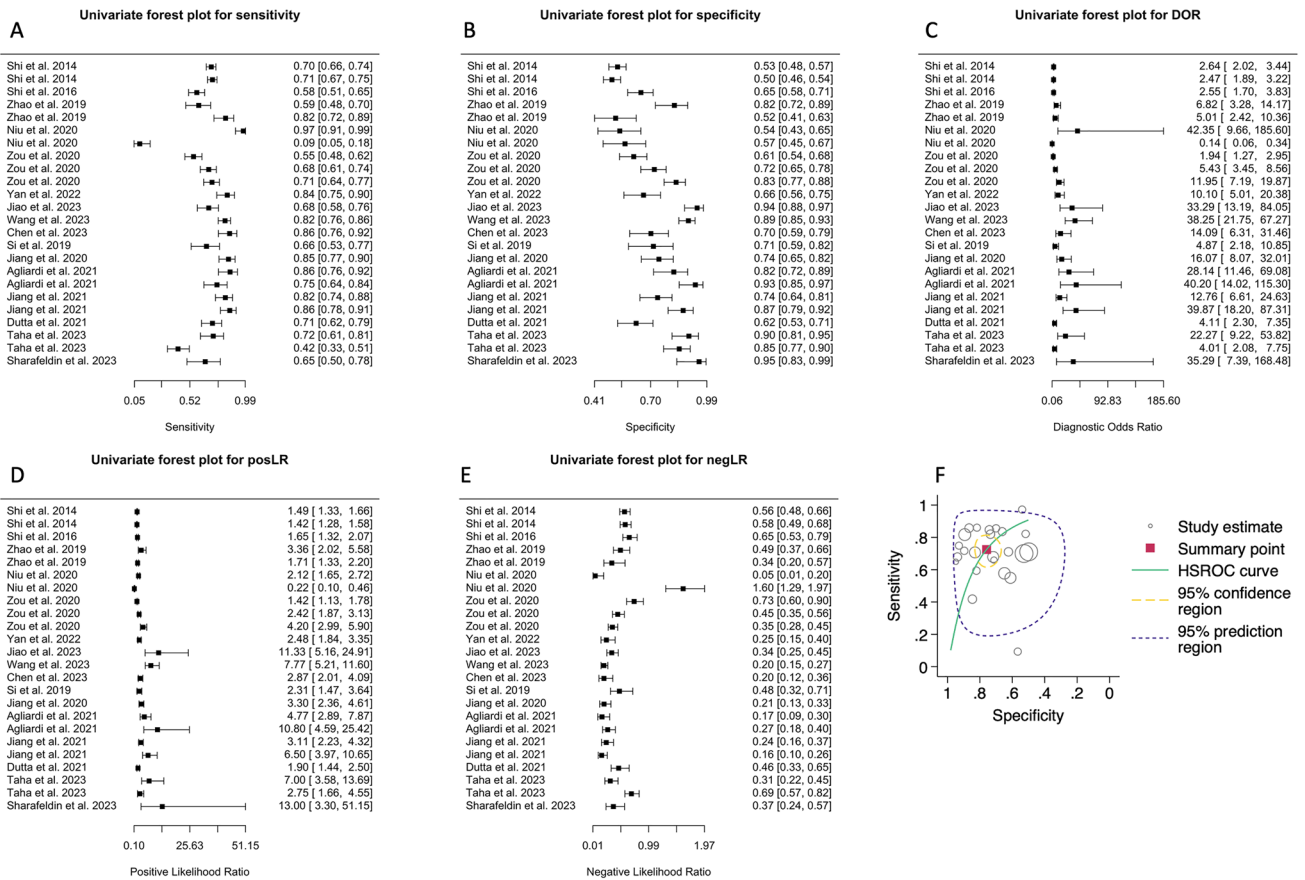 A
Univariate forest plot for sensitivity
Shi et al. 2014 0.70 [0.66, 0.74]
Shi et al. 2014 0.71 [0.67, 0.75]
Shi et al. 2016 0.58 [0.51, 0.65]
Zhao et al. 2019 0.59 [0.48, 0.70]
Zhao et al. 2019 0.82 [0.72, 0.89]
Niu et al. 2020 0.97 [0.91, 0.99]
Niu et al. 2020 0.09 [0.05, 0.18]
Zou et al. 2020 0.55 [0.48, 0.62]
Zou et al. 2020 0.68 [0.61, 0.74]
Zou et al. 2020 0.71 [0.64, 0.77]
Yan et al. 2022 0.84 [0.75, 0.90]
Jiao et al. 2023 0.68 [0.58, 0.76]
Wang et al. 2023 0.82 [0.76, 0.86]
Chen et al. 2023 0.86 [0.76, 0.92]
Si et al. 2019 0.66 [0.53, 0.77]
Jiang et al. 2020 0.85 [0.77, 0.90]
Agliardi et al. 2021 0.86 [0.76, 0.92]
Agliardi et al. 2021 0.75 [0.64, 0.84]
Jiang et al. 2021 0.82 [0.74, 0.88]
Jiang et al. 2021 0.86 [0.78, 0.91]
Dutta et al. 2021 0.71 [0.62, 0.79]
Taha et al. 2023 0.72 [0.61, 0.81]
Taha et al. 2023 0.42 [0.33, 0.51]
Sharafeldin et al. 2023 0.65 [0.50, 0.78]
0.05 0.52 0.99
Sensitivity
B
Univariate forest plot for specificity
Shi et al. 2014 0.53 [0.48, 0.57]
Shi et al. 2014 0.50 [0.46, 0.54]
Shi et al. 2016 0.65 [0.58, 0.71]
Zhao et al. 2019 0.82 [0.72, 0.89]
Zhao et al. 2019 0.52 [0.41, 0.63]
Niu et al. 2020 0.54 [0.43, 0.65]
Niu et al. 2020 0.57 [0.45, 0.67]
Zou et al. 2020 0.61 [0.54, 0.68]
Zou et al. 2020 0.72 [0.65, 0.78]
Zou et al. 2020 0.83 [0.77, 0.88]
Yan et al. 2022 0.66 [0.56, 0.75]
Jiao et al. 2023 0.94 [0.88, 0.97]
Wang et al. 2023 0.89 [0.85, 0.93]
Chen et al. 2023 0.70 [0.59, 0.79]
Si et al. 2019 0.71 [0.59, 0.82]
Jiang et al. 2020 0.74 [0.65, 0.82]
Agliardi et al. 2021 0.82 [0.72, 0.89]
Agliardi et al. 2021 0.93 [0.85, 0.97]
Jiang et al. 2021 0.74 [0.64, 0.81]
Jiang et al. 2021 0.87 [0.79, 0.92]
Dutta et al. 2021 0.62 [0.53, 0.71]
Taha et al. 2023 0.90 [0.81, 0.95]
Taha et al. 2023 0.85 [0.77, 0.90]
Sharafeldin et al. 2023 0.95 [0.83, 0.99]
0.41 0.70 0.99
Specificity
C
Univariate forest plot for DOR
Shi et al. 2014 2.64 [ 2.02, 3.44]
Shi et al. 2014 2.47 [ 1.89, 3.22]
Shi et al. 2016 2.55 [ 1.70, 3.83]
Zhao et al. 2019 6.82 [ 3.28, 14.17]
Zhao et al. 2019 5.01 [ 2.42, 10.36]
Niu et al. 2020 42.35 [ 9.66, 185.60]
Niu et al. 2020 0.14 [ 0.06, 0.34]
Zou et al. 2020 1.94 [ 1.27, 2.95]
Zou et al. 2020 5.43 [ 3.45, 8.56]
Zou et al. 2020 11.95 [ 7.19, 19.87]
Yan et al. 2022 10.10 [ 5.01, 20.38]
Jiao et al. 2023 33.29 [ 13.19, 84.05]
Wang et al. 2023 38.25 [ 21.75, 67.27]
Chen et al. 2023 14.09 [ 6.31, 31.46]
Si et al. 2019 4.87 [ 2.18, 10.85]
Jiang et al. 2020 16.07 [ 8.07, 32.01]
Agliardi et al. 2021 28.14 [ 11.46, 69.08]
Agliardi et al. 2021 40.20 [ 14.02, 115.30]
Jiang et al. 2021 12.76 [ 6.61, 24.63]
Jiang et al. 2021 39.87 [ 18.20, 87.31]
Dutta et al. 2021 4.11 [ 2.30, 7.35]
Taha et al. 2023 22.27 [ 9.22, 53.82]
Taha et al. 2023 4.01 [ 2.08, 7.75]
Sharafeldin et al. 2023 35.29 [ 7.39, 168.48]
0.06 92.83 185.60
Diagnostic Odds Ratio
D
Univariate forest plot for posLR
Shi et al. 2014 1.49 [ 1.33, 1.66]
Shi et al. 2014 1.42 [ 1.28, 1.58]
Shi et al. 2016 1.65 [ 1.32, 2.07]
Zhao et al. 2019 3.36 [ 2.02, 5.58]
Zhao et al. 2019 1.71 [ 1.33, 2.20]
Niu et al. 2020 2.12 [ 1.65, 2.72]
Niu et al. 2020 0.22 [ 0.10, 0.46]
Zou et al. 2020 1.42 [ 1.13, 1.78]
Zou et al. 2020 2.42 [ 1.87, 3.13]
Zou et al. 2020 4.20 [ 2.99, 5.90]
Yan et al. 2022 2.48 [ 1.84, 3.35]
Jiao et al. 2023 11.33 [ 5.16, 24.91]
Wang et al. 2023 7.77 [ 5.21, 11.60]
Chen et al. 2023 2.87 [ 2.01, 4.09]
Si et al. 2019 2.31 [ 1.47, 3.64]
Jiang et al. 2020 3.30 [ 2.36, 4.61]
Agliardi et al. 2021 4.77 [ 2.89, 7.87]
Agliardi et al. 2021 10.80 [ 4.59, 25.42]
Jiang et al. 2021 3.11 [ 2.23, 4.32]
Jiang et al. 2021 6.50 [ 3.97, 10.65]
Dutta et al. 2021 1.90 [ 1.44, 2.50]
Taha et al. 2023 7.00 [ 3.58, 13.69]
Taha et al. 2023 2.75 [ 1.66, 4.55]
Sharafeldin et al. 2023 13.00 [ 3.30, 51.15]
0.10 25.63 51.15
Positive Likelihood Ratio
E
Univariate forest plot for negLR
Shi et al. 2014 0.56 [0.48, 0.66]
Shi et al. 2014 0.58 [0.49, 0.68]
Shi et al. 2016 0.65 [0.53, 0.79]
Zhao et al. 2019 0.49 [0.37, 0.66]
Zhao et al. 2019 0.34 [0.20, 0.57]
Niu et al. 2020 0.05 [0.01, 0.20]
Niu et al. 2020 1.60 [1.29, 1.97]
Zou et al. 2020 0.73 [0.60, 0.90]
Zou et al. 2020 0.45 [0.35, 0.56]
Zou et al. 2020 0.35 [0.28, 0.45]
Yan et al. 2022 0.25 [0.15, 0.40]
Jiao et al. 2023 0.34 [0.25, 0.45]
Wang et al. 2023 0.20 [0.15, 0.27]
Chen et al. 2023 0.20 [0.12, 0.36]
Si et al. 2019 0.48 [0.32, 0.71]
Jiang et al. 2020 0.21 [0.13, 0.33]
Agliardi et al. 2021 0.17 [0.09, 0.30]
Agliardi et al. 2021 0.27 [0.18, 0.40]
Jiang et al. 2021 0.24 [0.16, 0.37]
Jiang et al. 2021 0.16 [0.10, 0.26]
Dutta et al. 2021 0.46 [0.33, 0.65]
Taha et al. 2023 0.31 [0.22, 0.45]
Taha et al. 2023 0.69 [0.57, 0.82]
Sharafeldin et al. 2023 0.37 [0.24, 0.57]
0.01 0.99 1.97
Negative Likelihood Ratio
F
Sensitivity
1
.8
.6
.4
.2
0
1 .8 .6 .4 .2 0
Specificity
Study estimate
Summary point
HSROC curve
95% confidence
region
95% prediction
region